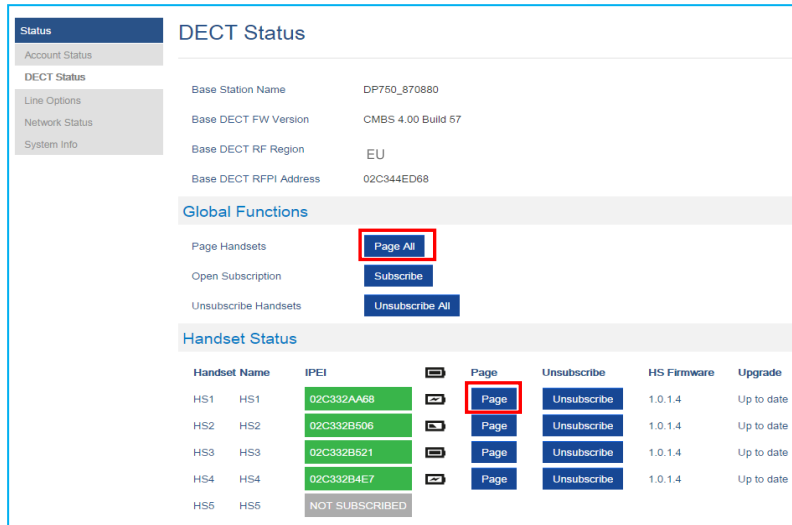 Status
Account Status
DECT Status
Line Options
Network Status
System Info
DECT Status
Base Station Name DP750_870880
Base DECT FW Version CMBS 4.00 Build 57
Base DECT RF Region EU
Base DECT RFPI Address 02C344ED68
Global Functions
Page Handsets Page All
Open Subscription Subscribe
Unsubscribe Handsets Unsubscribe All
Handset Status
Handset Name IPEI Page Unsubscribe HS Firmware Upgrade
HS1 HS1 02C332AA68 Page Unsubscribe 1.0.1.4 Up to date
HS2 HS2 02C332B506 Page Unsubscribe 1.0.1.4 Up to date
HS3 HS3 02C332B521 Page Unsubscribe 1.0.1.4 Up to date
HS4 HS4 02C332B4E7 Page Unsubscribe 1.0.1.4 Up to date
HS5 HS5 NOT SUBSCRIBED